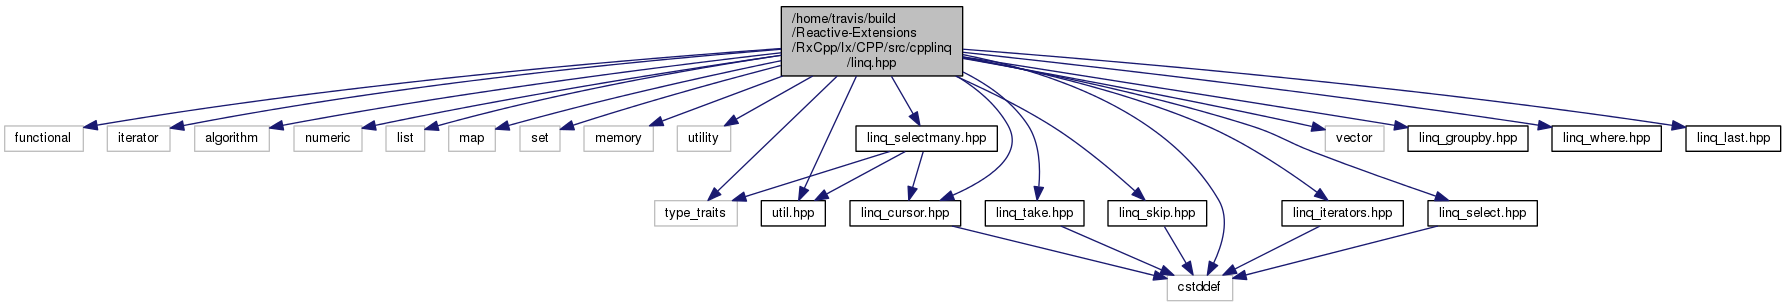 /home/travis/build
/Reactive-Extensions
/RxCpp/Ix/CPP/src/cpplinq
/linq.hpp
functional
iterator
algorithm
numeric
list
map
set
memory
utility
linq_selectmany.hpp
vector
linq_groupby.hpp
linq_where.hpp
linq_last.hpp
type_traits
util.hpp
linq_cursor.hpp
linq_take.hpp
linq_skip.hpp
linq_iterators.hpp
linq_select.hpp
cstddef